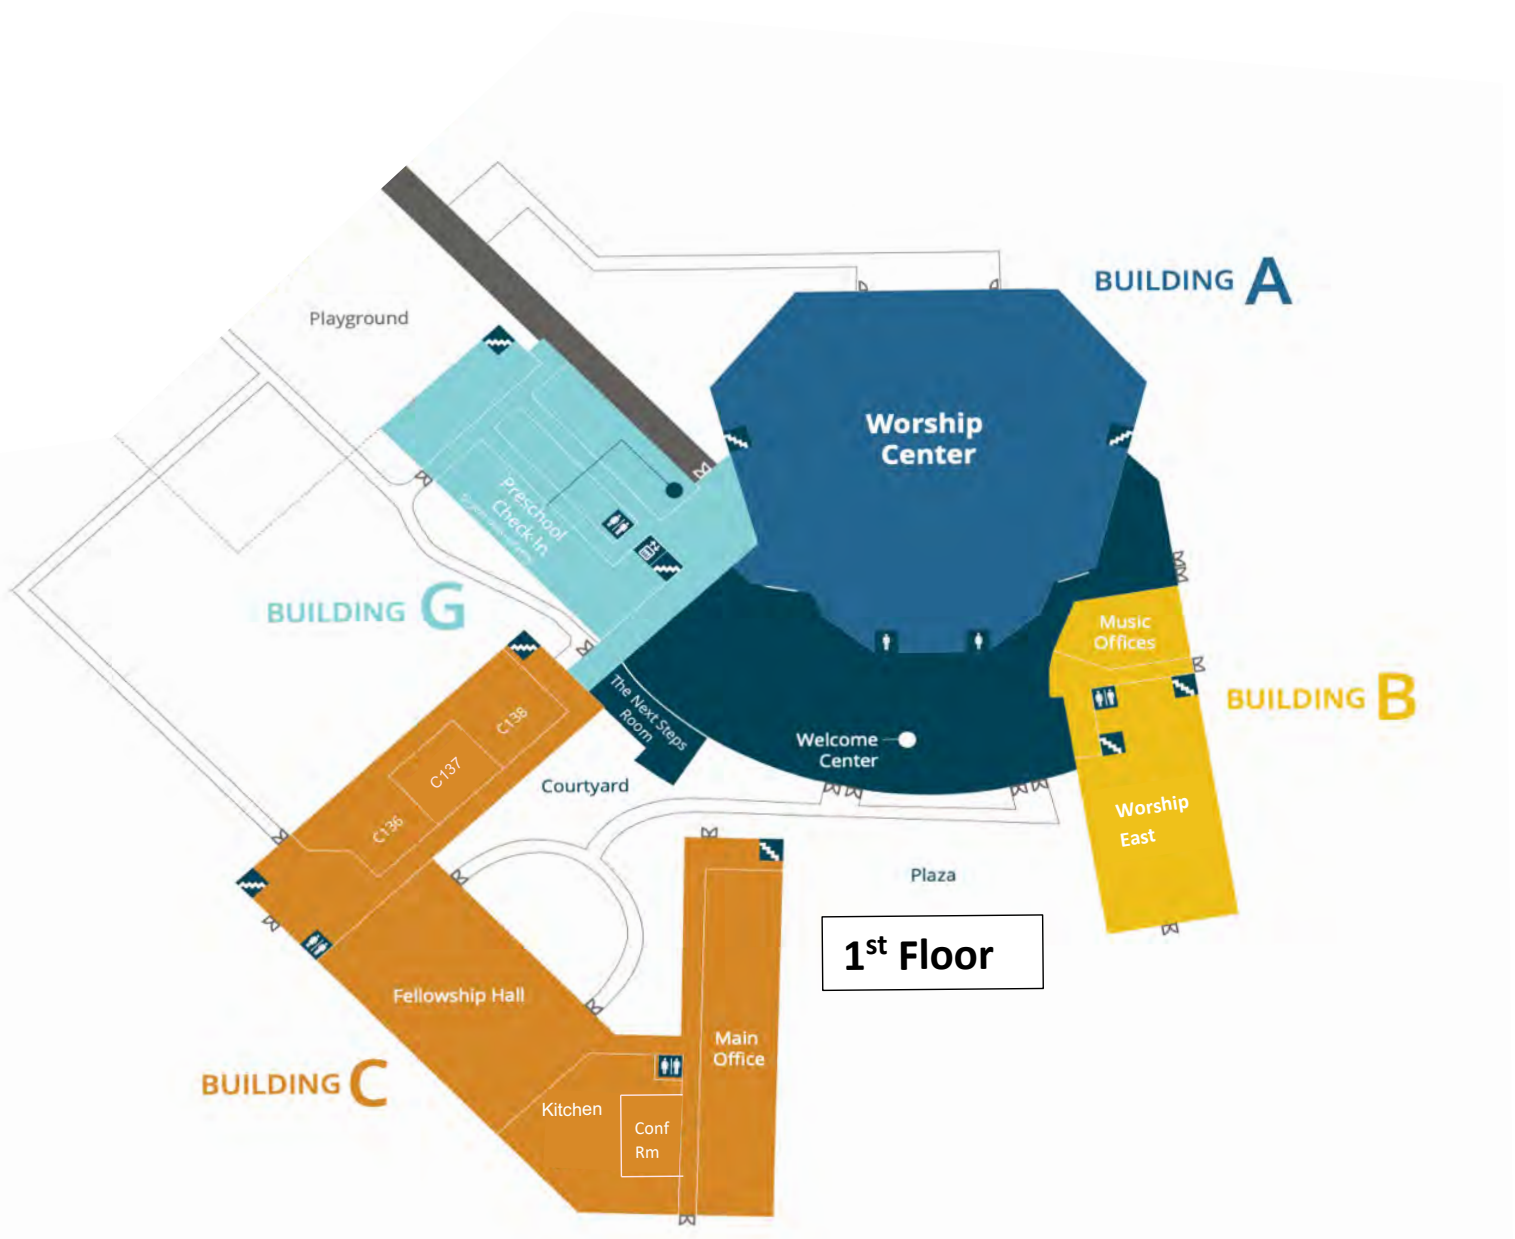 BUILDING A
Playground
Worship
Center
Preschool
Check-In
BUILDING G
Music
Offices
BUILDING B
The Next Steps
Room
C138
C137
C136
Welcome
Center
Courtyard
Worship
East
Plaza
1st Floor
Fellowship Hall
Main
Office
BUILDING C
Kitchen
Conf
Rm